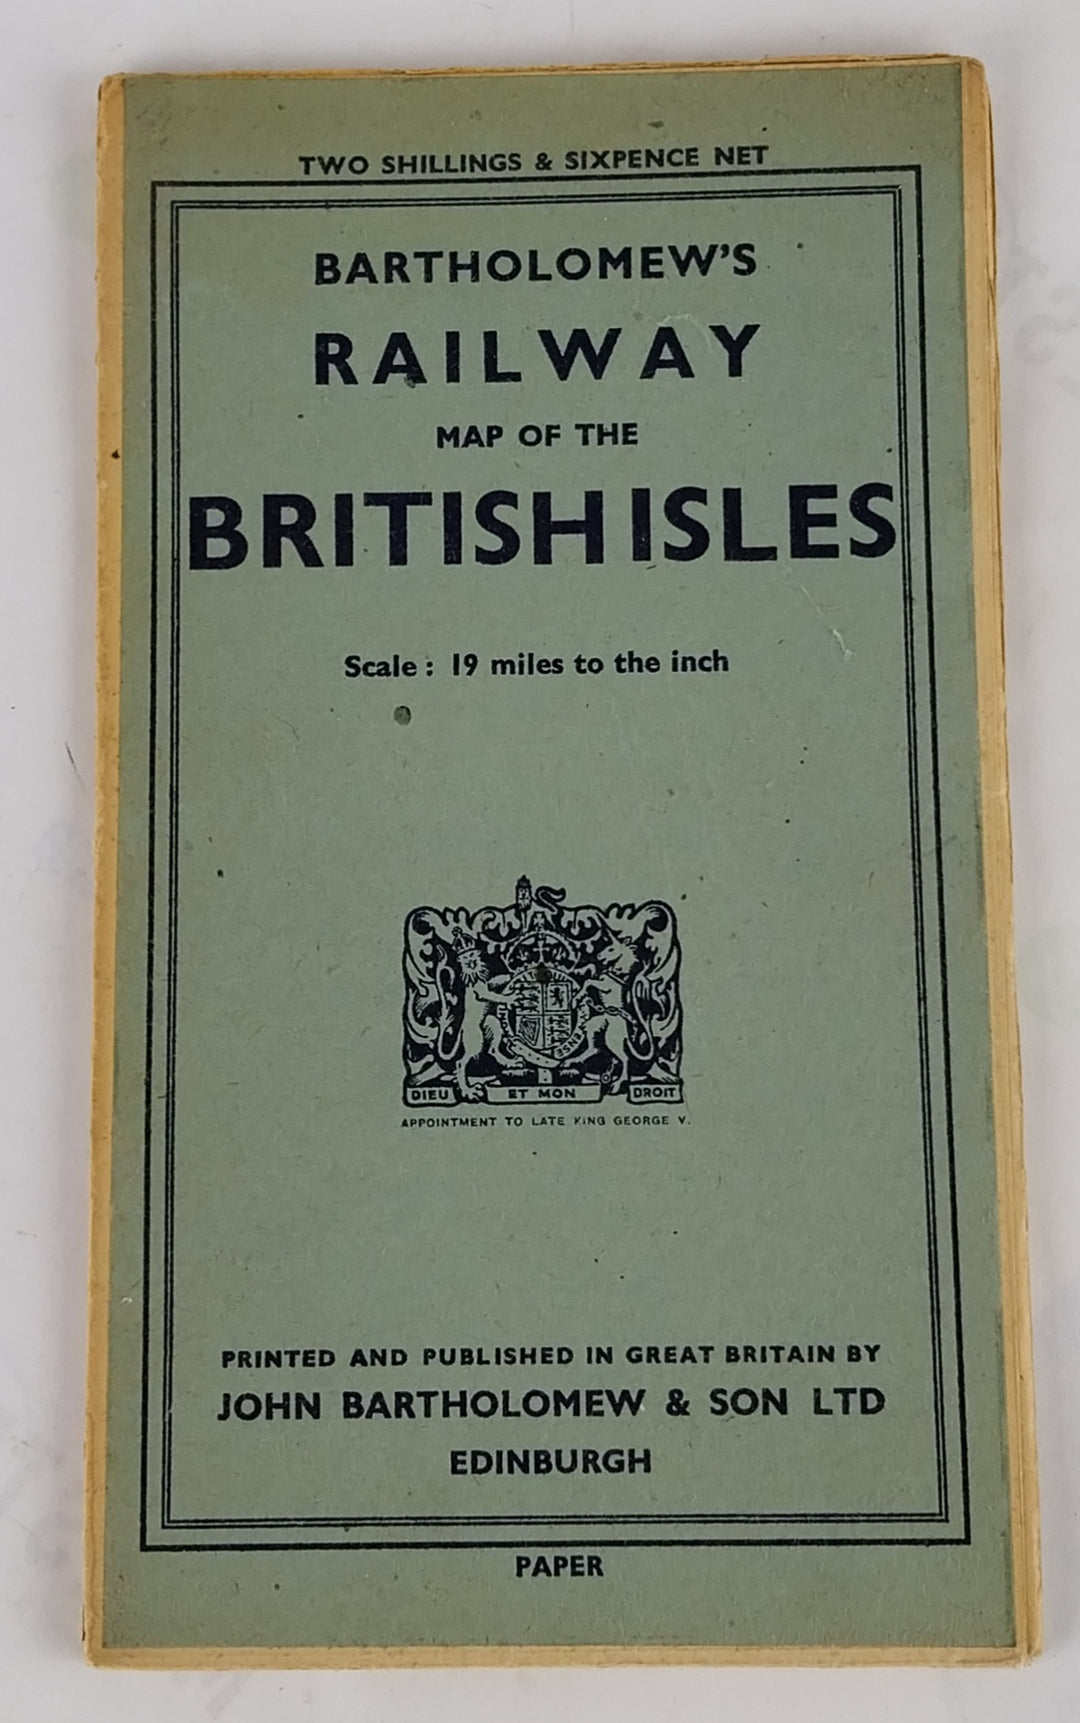 TWO SHILLINGS & SIXPENCE NET
BARTHOLOMEW'S
RAILWAY
MAP OF THE
BRITISH ISLES
Scale : 19 miles to the inch
DIEU ET MON DROIT
APPOINTMENT TO LATE KING GEORGE V.
PRINTED AND PUBLISHED IN GREAT BRITAIN BY
JOHN BARTHOLOMEW & SON LTD
EDINBURGH
PAPER